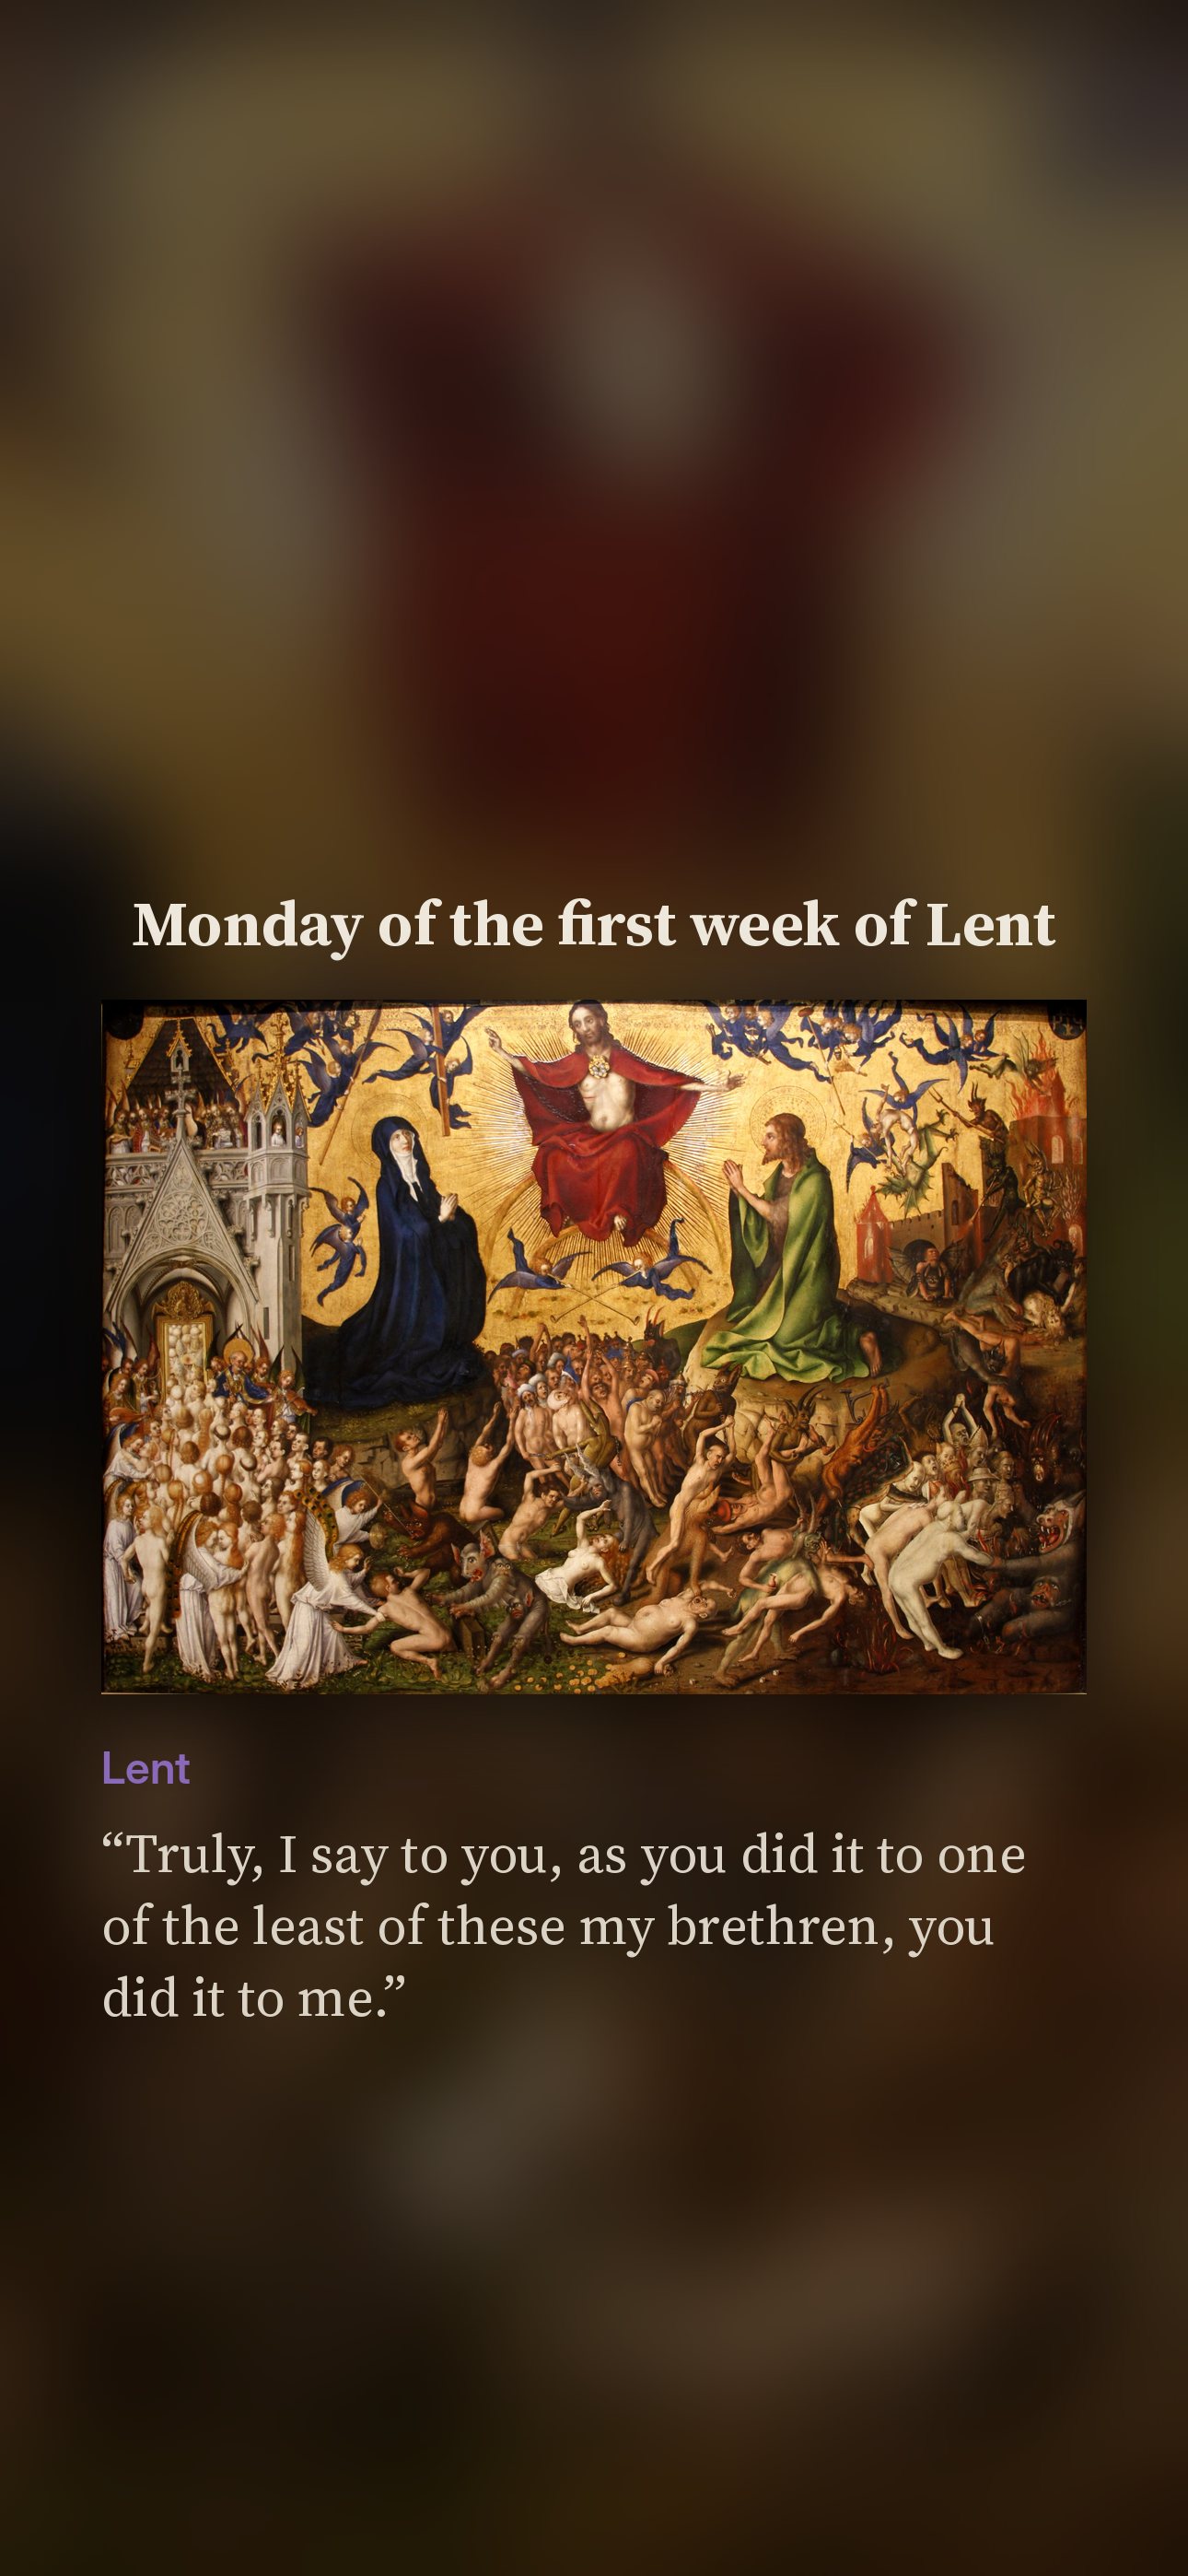 Monday of the first week of Lent
Lent
“Truly, I say to you, as you did it to one
of the least of these my brethren, you
did it to me.”